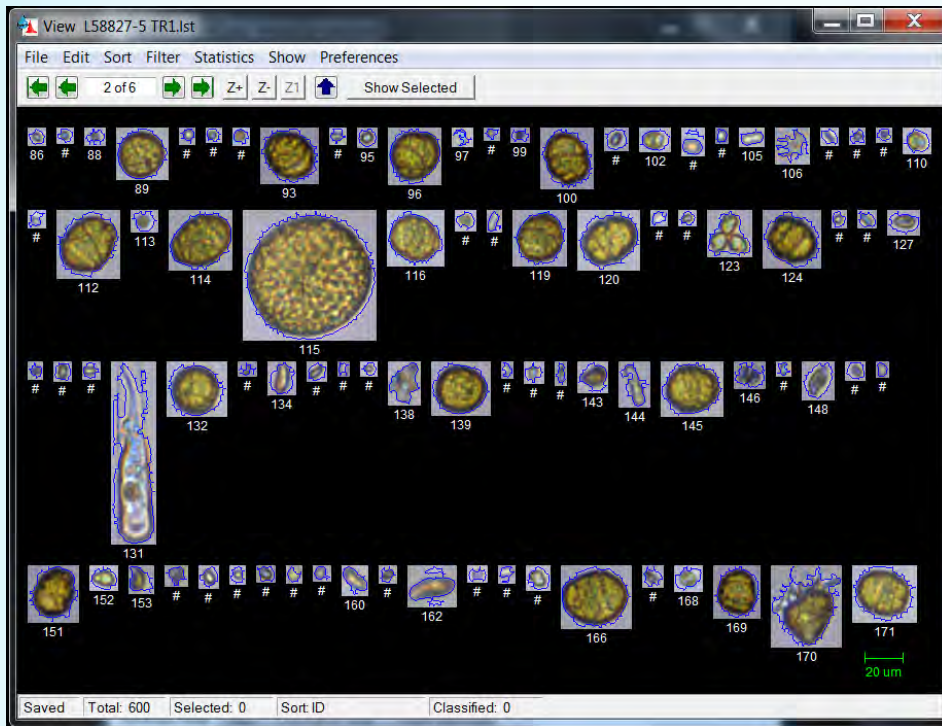 View L58827-5 TR1.lst
File Edit Sort Filter Statistics Show Preferences
2 of 6 Z+ Z- Z1 Show Selected
86 # 88 89 # # # 93 # 95 96 97 # 99 100 # 102 # # 105 106 # # # 110
# 112 113 114 115 116 # # 119 120 # # 123 124 # # 127
# # # 131 132 # 134 # # # 138 139 # # # 143 144 145 146 # 148 # #
151 152 153 # # # # # # 160 # 162 # # # 166 # 168 169 170 171
20 um
Saved Total: 600 Selected: 0 Sort: ID Classified: 0